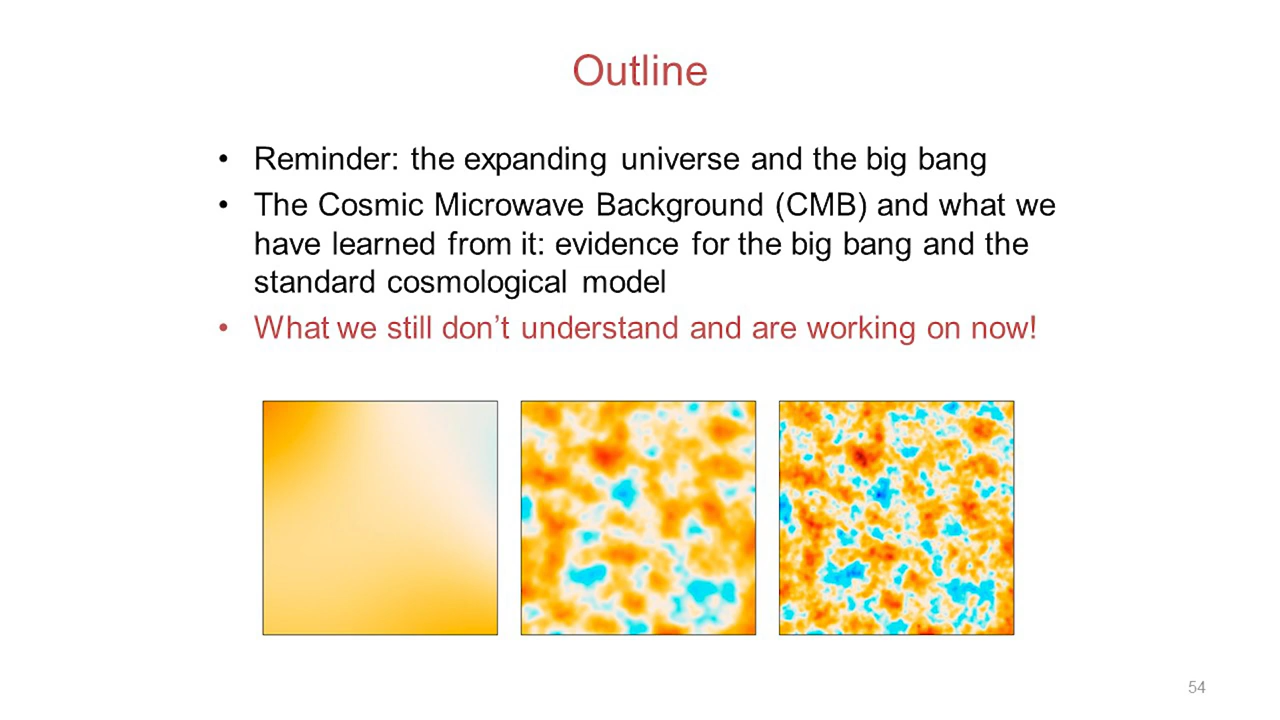 Outline
• Reminder: the expanding universe and the big bang
• The Cosmic Microwave Background (CMB) and what we
have learned from it: evidence for the big bang and the
standard cosmological model
• What we still don’t understand and are working on now!
54